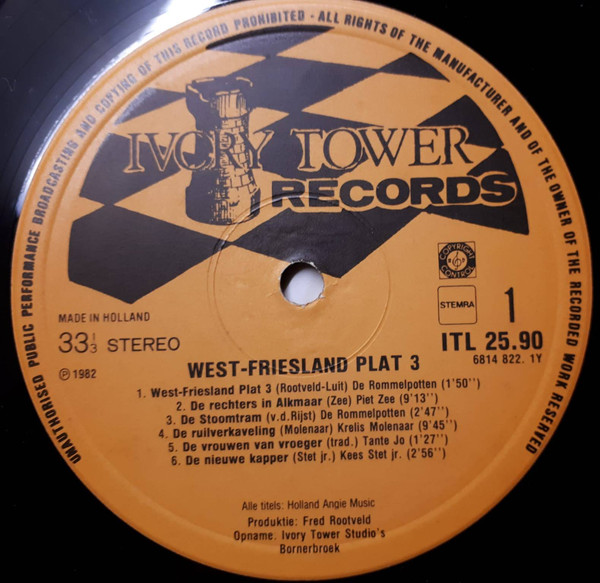 UNAUTHORISED PUBLIC PERFORMANCE BROADCASTING AND COPYING OF THIS RECORD PROHIBITED - ALL RIGHTS OF THE MANUFACTURER AND OF THE OWNER OF THE RECORDED WORK RESERVED
IVORY TOWER
RECORDS
COPYRIGHT CONTROL
MADE IN HOLLAND
STEMRA
1
33 1/3 STEREO
ITL 25.90
6814 822. 1Y
℗ 1982
WEST-FRIESLAND PLAT 3
1. West-Friesland Plat 3 (Rootveld-Luit) De Rommelpotten (1'50'')
2. De rechters in Alkmaar (Zee) Piet Zee (9'13'')
3. De Stoomtram (v.d.Rijst) De Rommelpotten (2'47'')
4. De ruilverkaveling (Molenaar) Krelis Molenaar (9'45'')
5. De vrouwen van vroeger (trad.) Tante Jo (1'27'')
6. De nieuwe kapper (Stet jr.) Kees Stet jr. (2'56'')
Alle titels: Holland Angie Music
Produktie: Fred Rootveld
Opname: Ivory Tower Studio's
Bornerbroek